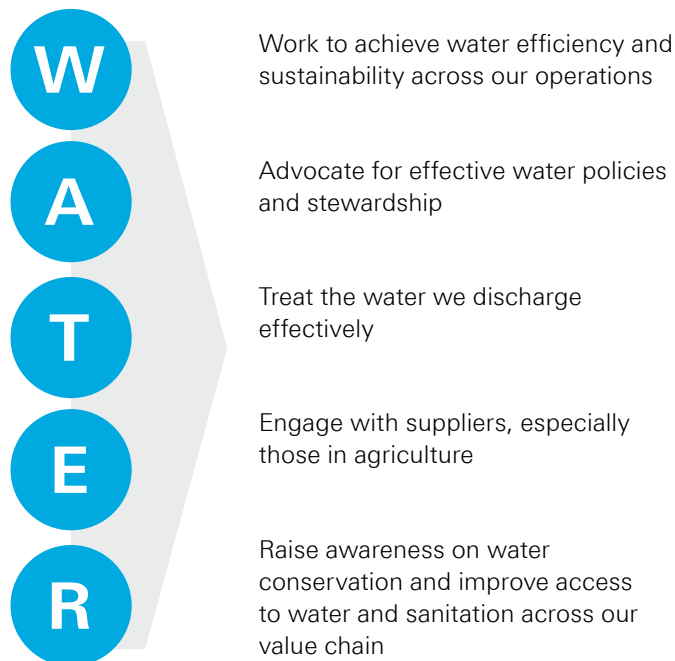 W
Work to achieve water efficiency and
sustainability across our operations
A
Advocate for effective water policies
and stewardship
T
Treat the water we discharge
effectively
E
Engage with suppliers, especially
those in agriculture
R
Raise awareness on water
conservation and improve access
to water and sanitation across our
value chain